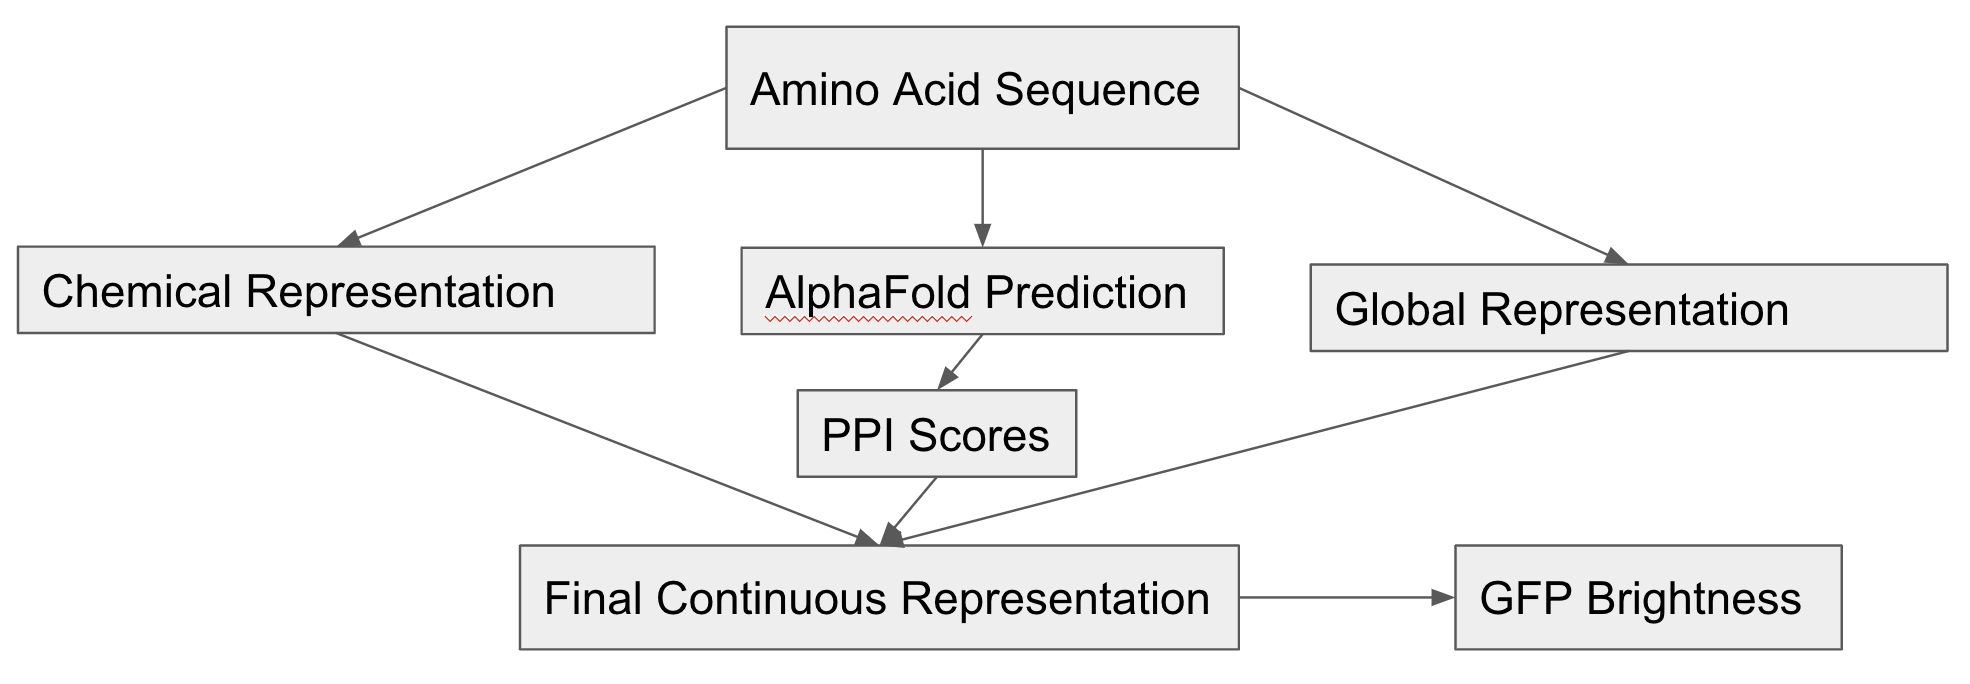 Amino Acid Sequence
Chemical Representation
AlphaFold Prediction
Global Representation
PPI Scores
Final Continuous Representation
GFP Brightness